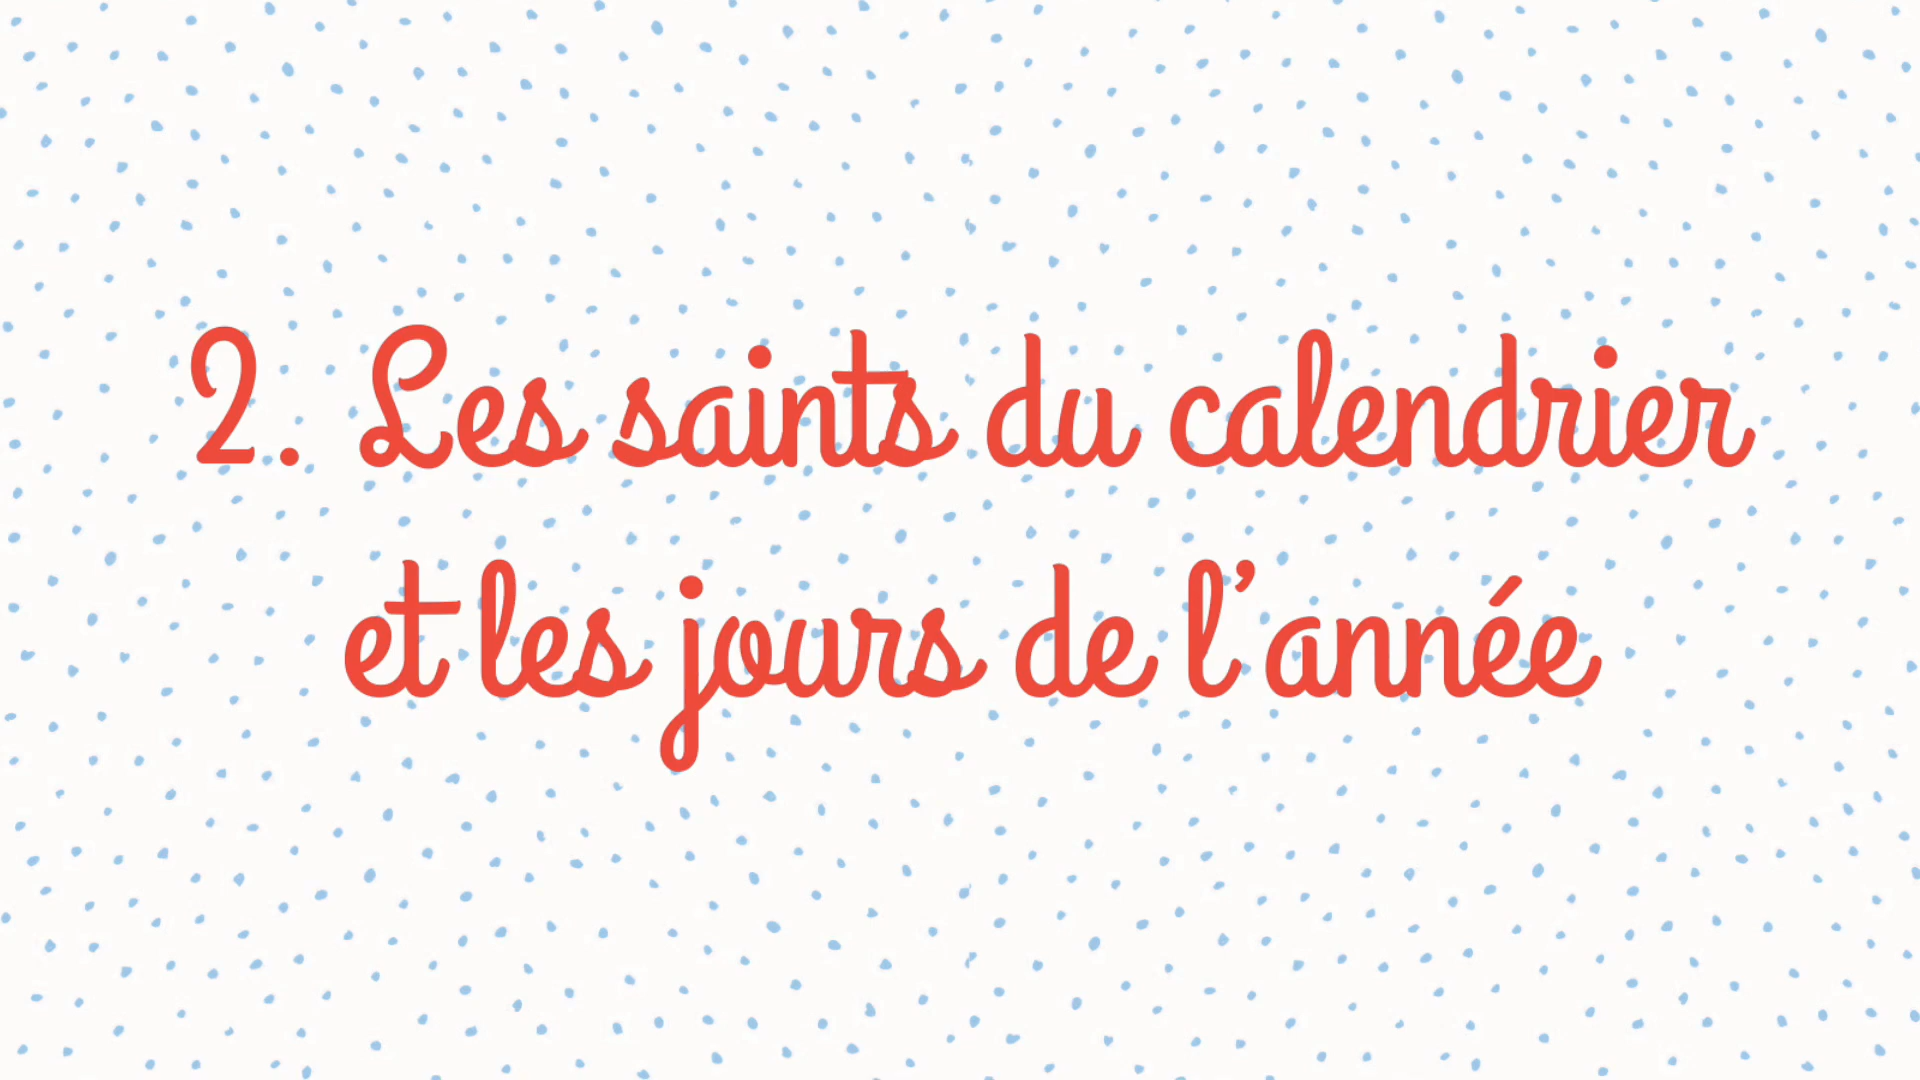 2. Les saints du calendrier
et les jours de l’année